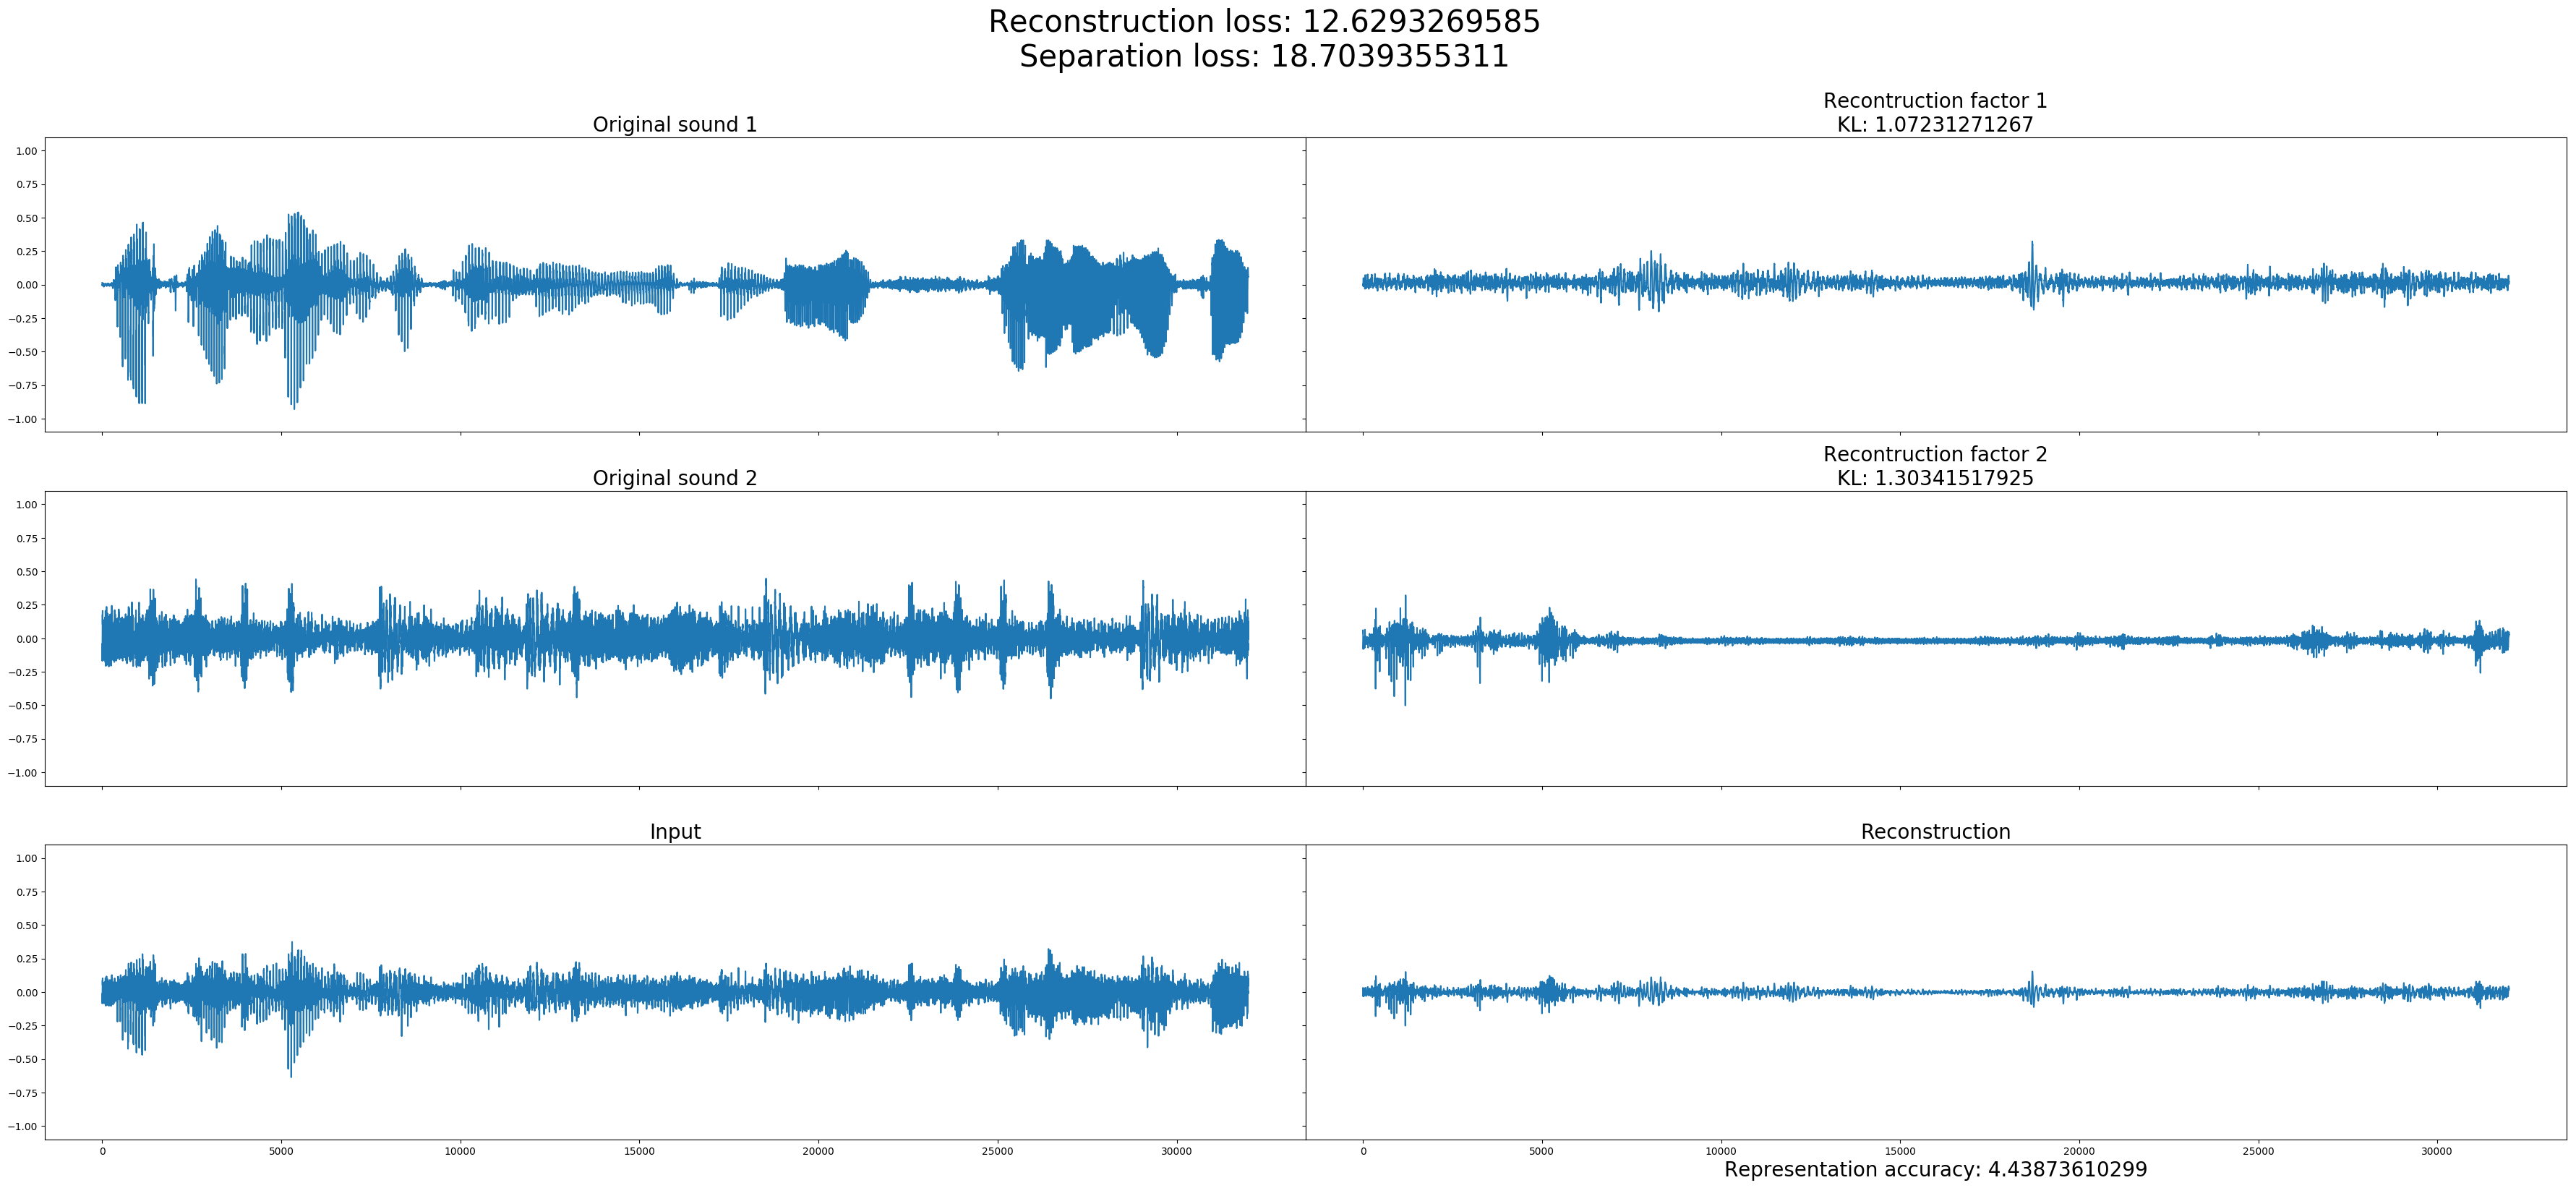 Reconstruction loss: 12.6293269585
Separation loss: 18.7039355311
Original sound 1
Recontruction factor 1
KL: 1.07231271267
1.00
0.75
0.50
0.25
0.00
−0.25
−0.50
−0.75
−1.00
Original sound 2
Recontruction factor 2
KL: 1.30341517925
1.00
0.75
0.50
0.25
0.00
−0.25
−0.50
−0.75
−1.00
Input
Reconstruction
1.00
0.75
0.50
0.25
0.00
−0.25
−0.50
−0.75
−1.00
0 5000 10000 15000 20000 25000 30000
0 5000 10000 15000 20000 25000 30000
Representation accuracy: 4.43873610299